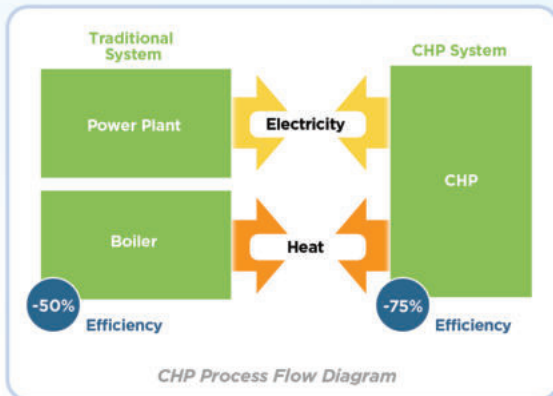 Traditional
System
CHP System
Power Plant
Electricity
CHP
Boiler
Heat
-50%
Efficiency
-75%
Efficiency
CHP Process Flow Diagram